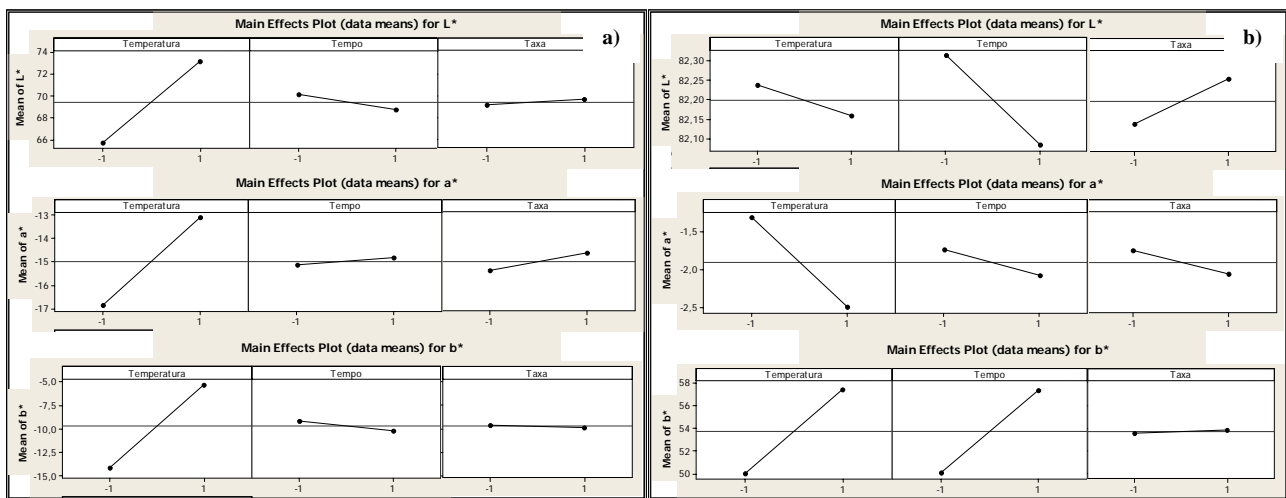 a)
Main Effects Plot (data means) for L*
Temperatura Tempo Taxa
Mean of L*
74
72
70
68
66
-1 1 -1 1 -1 1
Main Effects Plot (data means) for a*
Temperatura Tempo Taxa
Mean of a*
-13
-14
-15
-16
-17
-1 1 -1 1 -1 1
Main Effects Plot (data means) for b*
Temperatura Tempo Taxa
Mean of b*
-5,0
-7,5
-10,0
-12,5
-15,0
-1 1 -1 1 -1 1
b)
Main Effects Plot (data means) for L*
Temperatura Tempo Taxa
Mean of L*
82,30
82,25
82,20
82,15
82,10
-1 1 -1 1 -1 1
Main Effects Plot (data means) for a*
Temperatura Tempo Taxa
Mean of a*
-1,5
-2,0
-2,5
-1 1 -1 1 -1 1
Main Effects Plot (data means) for b*
Temperatura Tempo Taxa
Mean of b*
58
56
54
52
50
-1 1 -1 1 -1 1